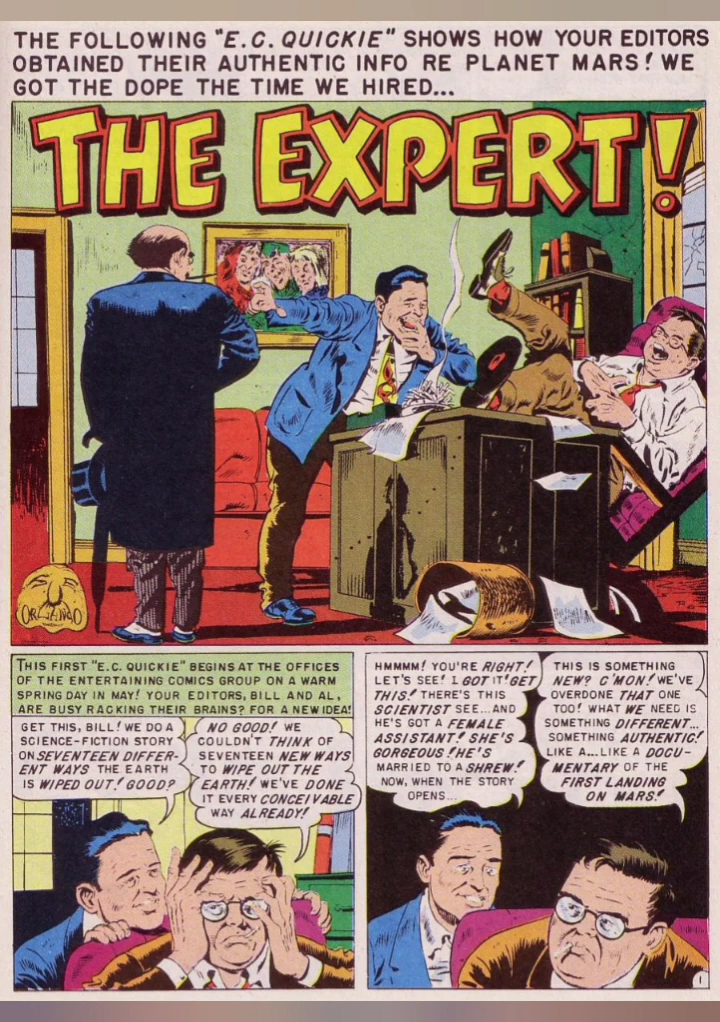 THE FOLLOWING "E.C. QUICKIE" SHOWS HOW YOUR EDITORS
OBTAINED THEIR AUTHENTIC INFO RE PLANET MARS! WE
GOT THE DOPE THE TIME WE HIRED...
THE EXPERT!
ORLANDO
THIS FIRST "E.C. QUICKIE" BEGINS AT THE OFFICES
OF THE ENTERTAINING COMICS GROUP ON A WARM
SPRING DAY IN MAY! YOUR EDITORS, BILL AND AL,
ARE BUSY RACKING THEIR BRAINS? FOR A NEW IDEA!
GET THIS, BILL! WE DO A
SCIENCE-FICTION STORY
ON SEVENTEEN DIFFER-
ENT WAYS THE EARTH
IS WIPED OUT! GOOD?
NO GOOD! WE
COULDN'T THINK OF
SEVENTEEN NEW WAYS
TO WIPE OUT THE
EARTH! WE'VE DONE
IT EVERY CONCEIVABLE
WAY ALREADY!
HMMMM! YOU'RE RIGHT!
LET'S SEE! I GOT IT! GET
THIS! THERE'S THIS
SCIENTIST SEE...AND
HE'S GOT A FEMALE
ASSISTANT! SHE'S
GORGEOUS! HE'S
MARRIED TO A SHREW!
NOW, WHEN THE STORY
OPENS...
THIS IS SOMETHING
NEW? C'MON! WE'VE
OVERDONE THAT ONE
TOO! WHAT WE NEED IS
SOMETHING DIFFERENT...
SOMETHING AUTHENTIC!
LIKE A...LIKE A DOCU-
MENTARY OF THE
FIRST LANDING
ON MARS!
1